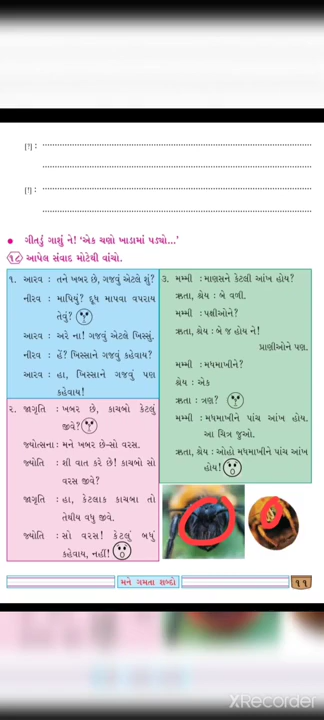 [?] :
[?] :
● ગીતડું ગાશું ને! 'એક ચણો ખાડામાં પડ્યો...'
૧૮ આપેલ સંવાદ મોટેથી વાંચો.
૧. આરવ : તને ખબર છે, ગજવું એટલે શું?
નીરવ : માપિયું? દૂધ માપવા વપરાય
તેવું?
આરવ : અરે ના! ગજવું એટલે ખિસ્સું.
નીરવ : હેં? ખિસ્સાને ગજવું કહેવાય?
આરવ : હા, ખિસ્સાને ગજવું પણ
કહેવાય!
૨. જાગૃતિ : ખબર છે, કાચબો કેટલું
જીવે?
જ્યોત્સના : મને ખબર છે-સો વરસ.
જ્યોતિ : શી વાત કરે છે! કાચબો સો
વરસ જીવે?
જાગૃતિ : હા, કેટલાક કાચબા તો
તેથીય વધુ જીવે.
જ્યોતિ : સો વરસ! કેટલું બધું
કહેવાય, નહીં!
૩. મમ્મી : માણસને કેટલી આંખ હોય?
ઋતા, શ્રેય : બે વળી.
મમ્મી : પક્ષીઓને?
ઋતા, શ્રેય : બે જ હોય ને!
પ્રાણીઓને પણ.
મમ્મી : મધમાખીને?
શ્રેય : એક
ઋતા : ત્રણ?
મમ્મી : મધમાખીને પાંચ આંખ હોય.
આ ચિત્ર જુઓ.
ઋતા, શ્રેય : ઓહો મધમાખીને પાંચ આંખ
હોય!
મને ગમતા શબ્દો
૧૧
XRecorder